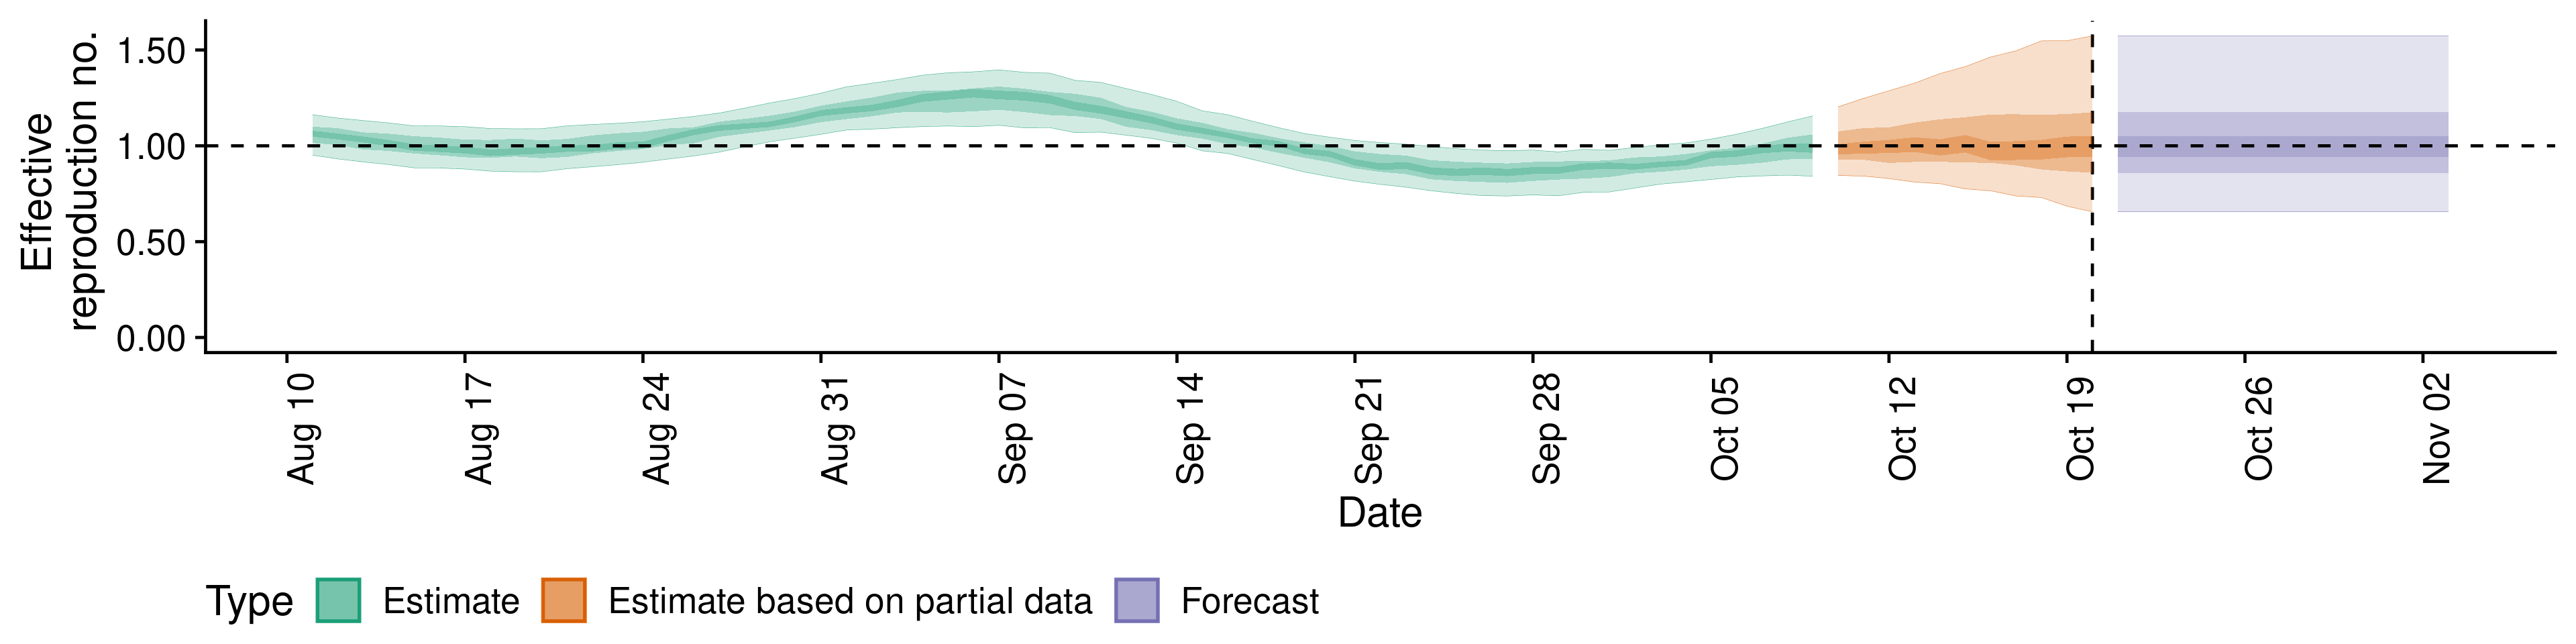 Effective
reproduction no.
1.50
1.00
0.50
0.00
Aug 10
Aug 17
Aug 24
Aug 31
Sep 07
Sep 14
Sep 21
Sep 28
Oct 05
Oct 12
Oct 19
Oct 26
Nov 02
Date
Type Estimate Estimate based on partial data Forecast